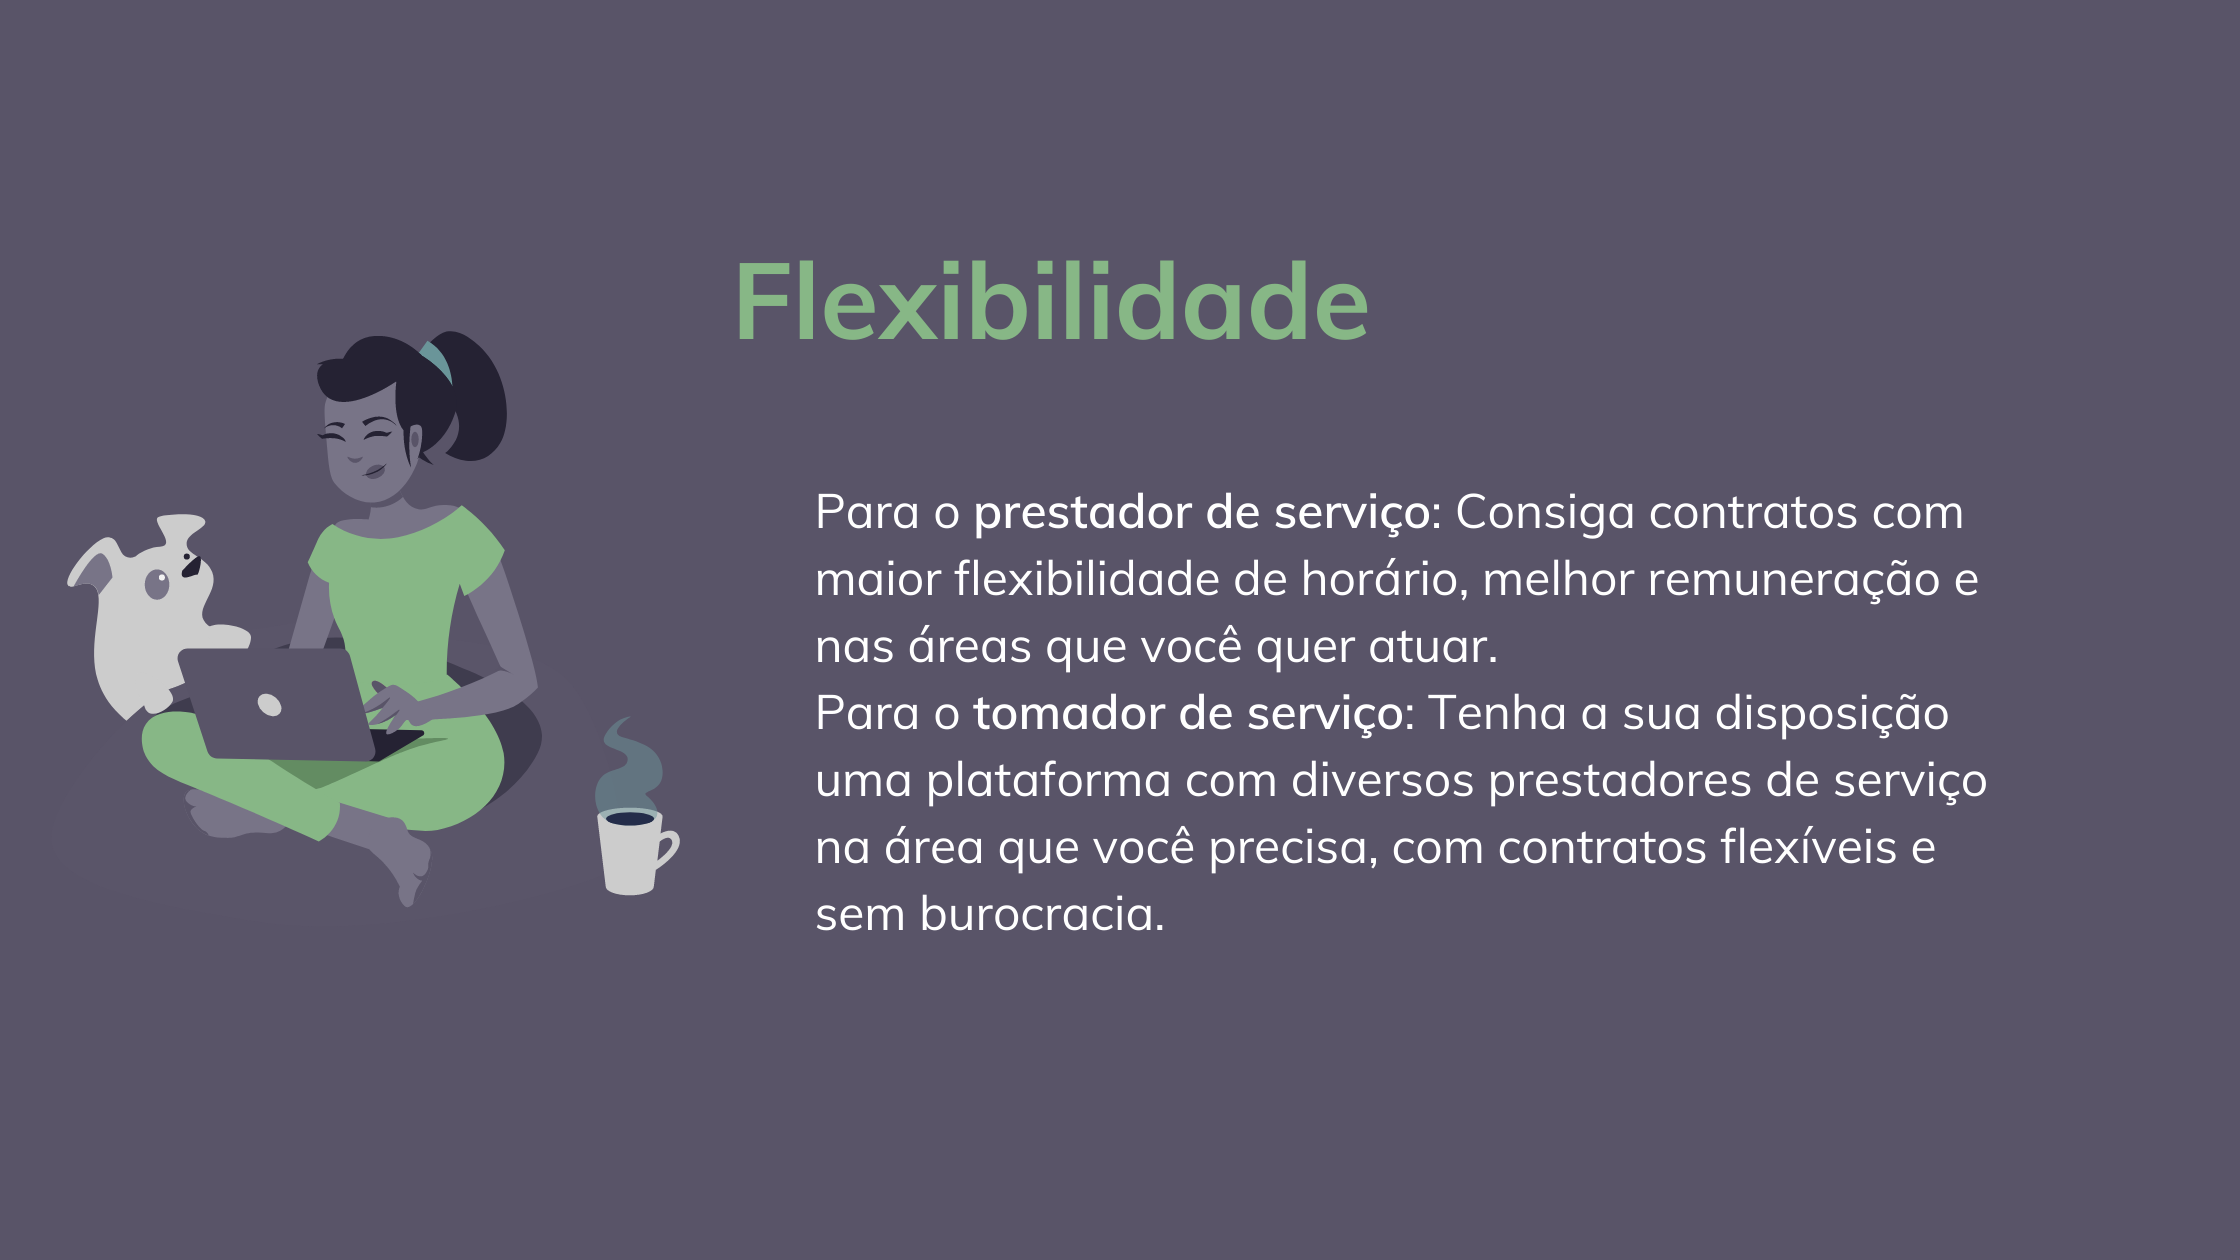 Flexibilidade
Para o prestador de serviço: Consiga contratos com
maior flexibilidade de horário, melhor remuneração e
nas áreas que você quer atuar.
Para o tomador de serviço: Tenha a sua disposição
uma plataforma com diversos prestadores de serviço
na área que você precisa, com contratos flexíveis e
sem burocracia.